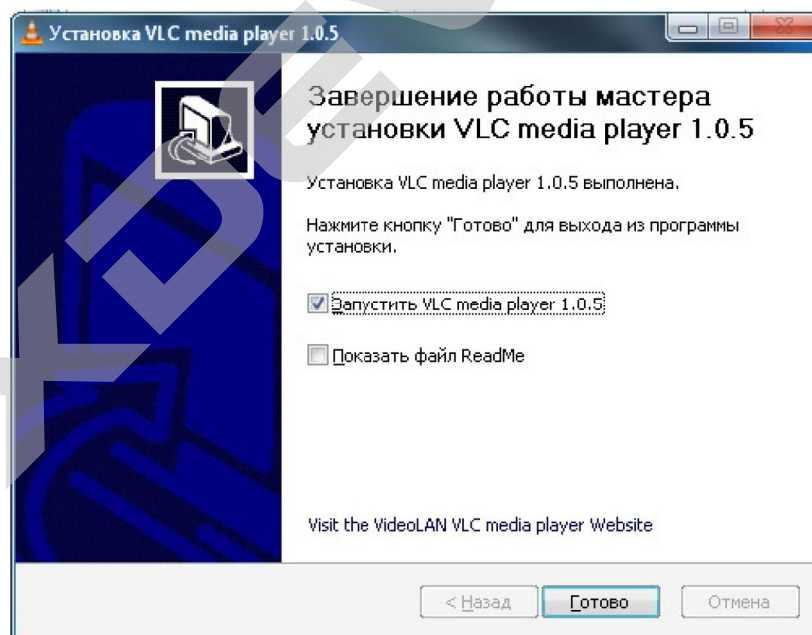 Установка VLC media player 1.0.5
Завершение работы мастера
установки VLC media player 1.0.5
Установка VLC media player 1.0.5 выполнена.
Нажмите кнопку "Готово" для выхода из программы
установки.
Запустить VLC media player 1.0.5
Показать файл ReadMe
Visit the VideoLAN VLC media player Website
< Назад Готово Отмена